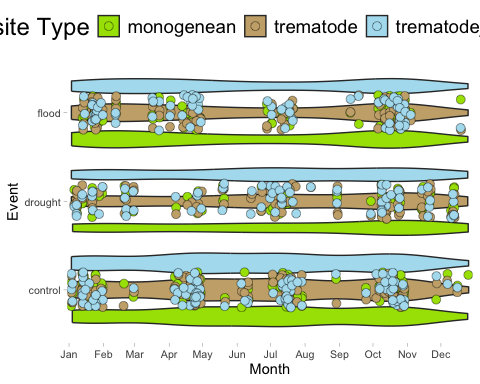 site Type monogenean trematode trematode
flood
drought
control
Event
Jan Feb Mar Apr May Jun Jul Aug Sep Oct Nov Dec
Month